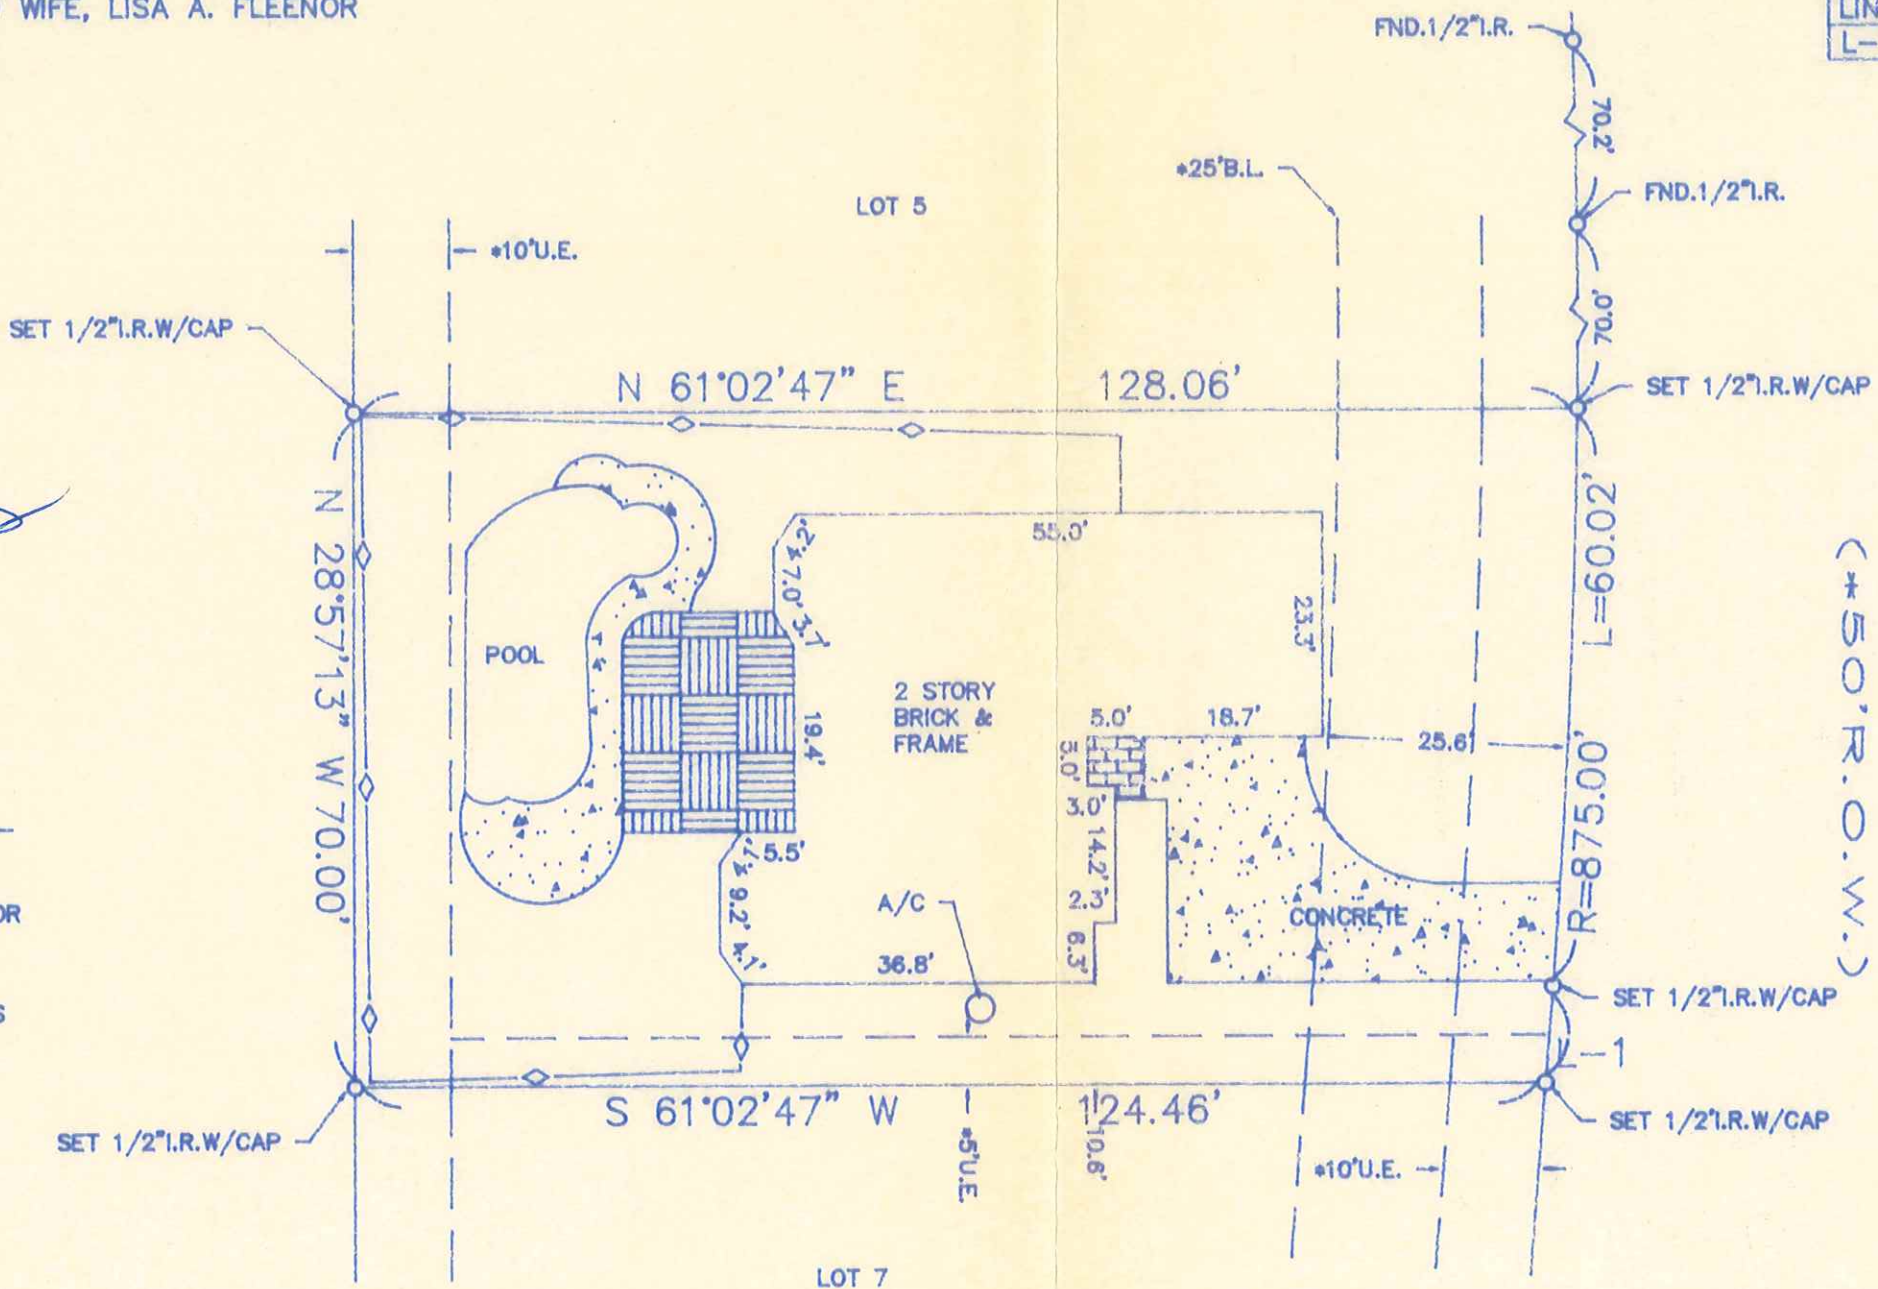 WIFE, LISA A. FLEENOR
FND.1/2"I.R.
70.2'
*25'B.L.
FND.1/2"I.R.
LOT 5
*10'U.E.
70.0'
SET 1/2"I.R.W/CAP
N 61°02'47" E 128.06'
SET 1/2"I.R.W/CAP
N 28°57'13" W 70.00'
L=60.02'
R=875.00'
(*50'R.O.W.)
55.0'
7.0'
3.7'
23.3'
POOL
2 STORY
BRICK &
FRAME
19.4'
5.0'
18.7'
25.6'
5.0'
3.0'
14.2'
5.5'
9.2'
4.1'
A/C
2.3'
CONCRETE
6.3'
36.8'
SET 1/2"I.R.W/CAP
L-1
S 61°02'47" W 124.46'
SET 1/2"I.R.W/CAP
SET 1/2"I.R.W/CAP
*5'U.E.
10.6'
*10'U.E.
LOT 7